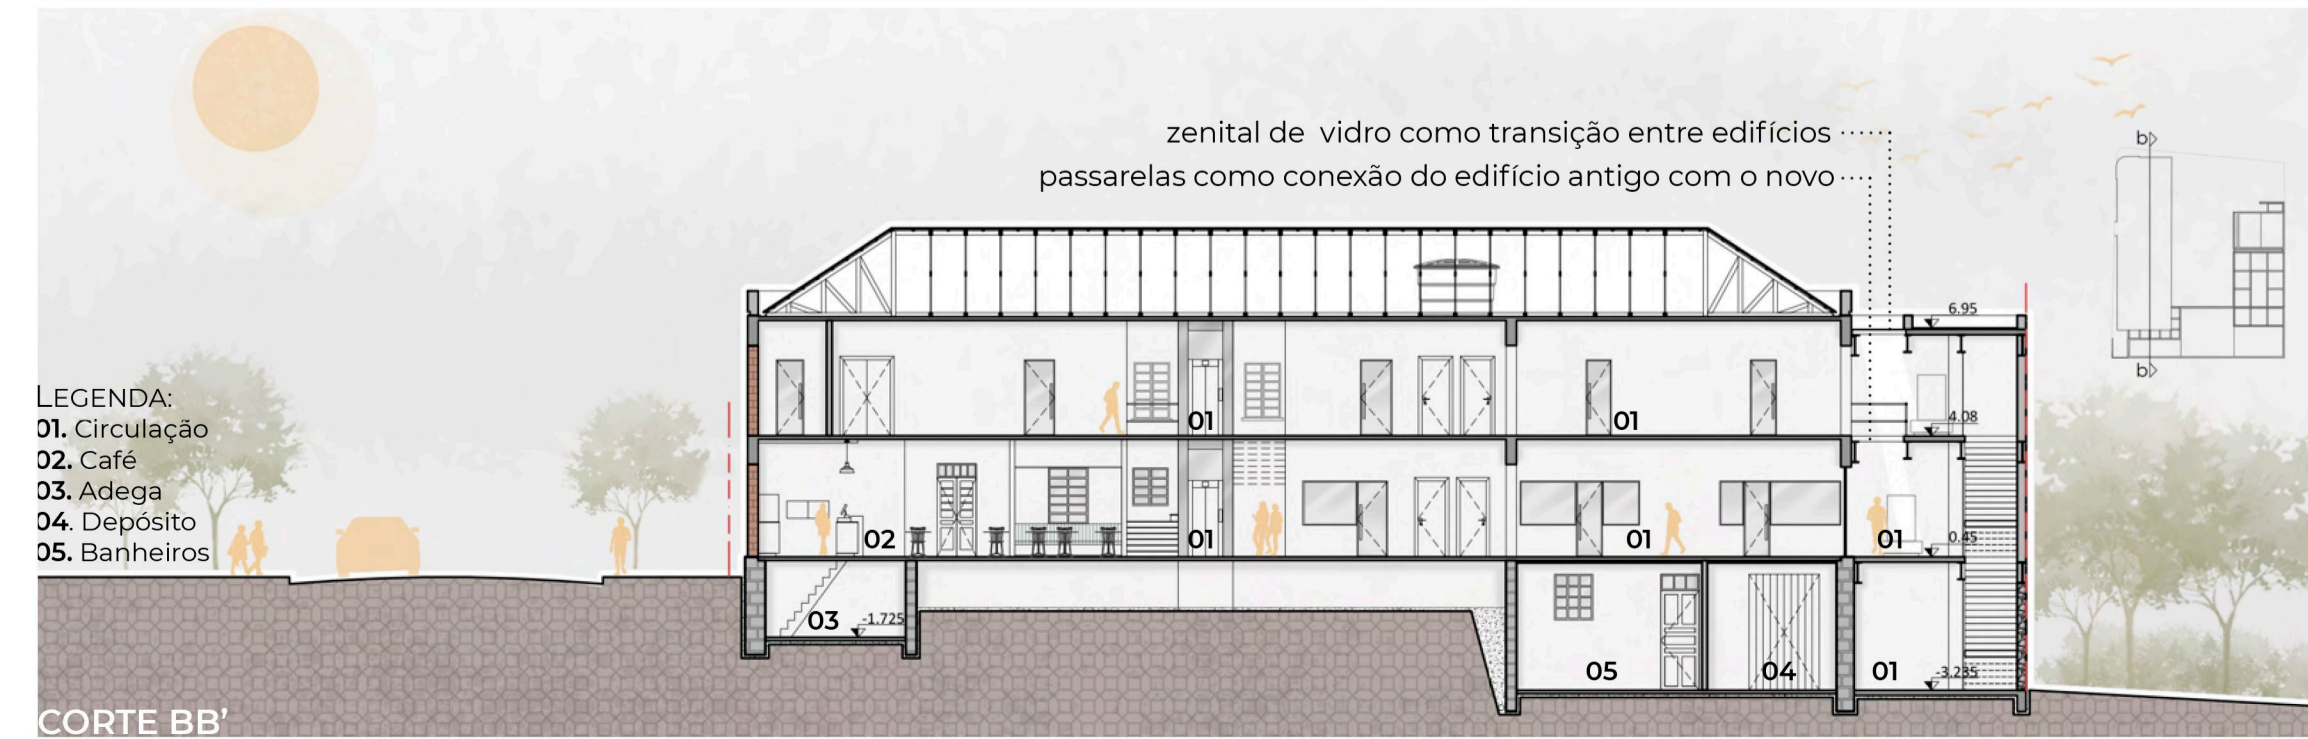 zenital de vidro como transição entre edifícios
passarelas como conexão do edifício antigo com o novo
b
6.95
b
LEGENDA:
01. Circulação
02. Café
03. Adega
04. Depósito
05. Banheiros
01
01
4.08
02
01
01
01
0.45
03
-1.725
05
04
01
-3.235
CORTE BB’